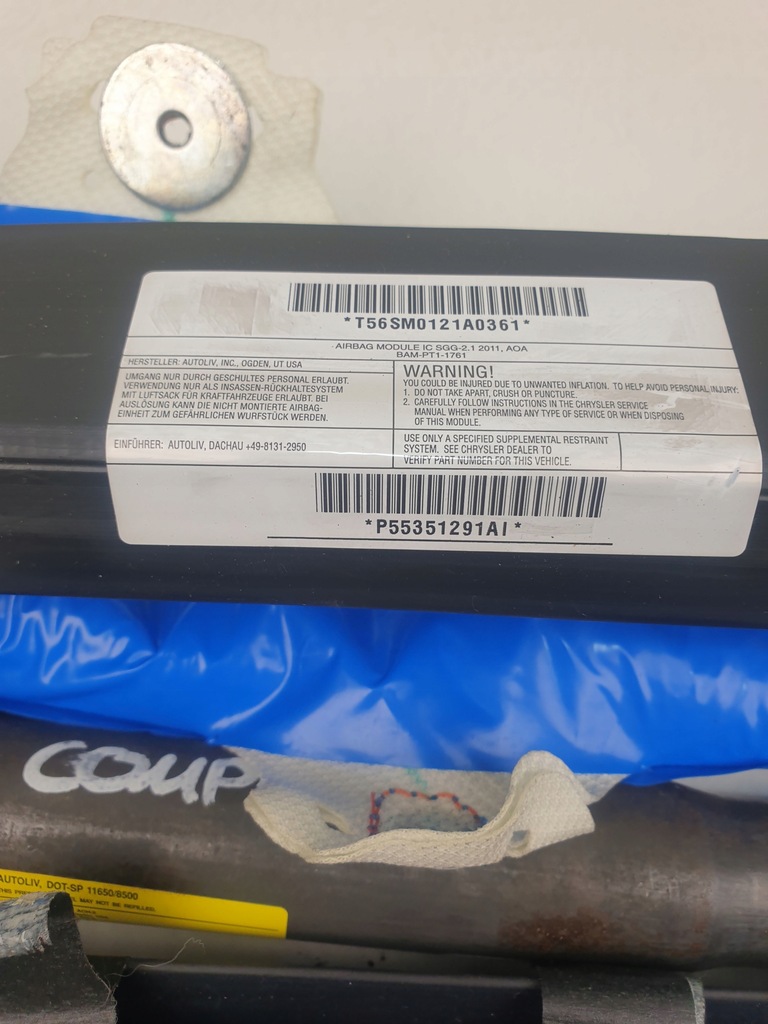 *T56SM0121A0361*
AIRBAG MODULE IC SGG-2.1 2011, AOA
BAM-PT1-1761
HERSTELLER: AUTOLIV, INC., OGDEN, UT USA
UMGANG NUR DURCH GESCHULTES PERSONAL ERLAUBT.
VERWENDUNG NUR ALS INSASSEN-RÜCKHALTESYSTEM
MIT LUFTSACK FÜR KRAFTFAHRZEUGE ERLAUBT. BEI
AUSLÖSUNG KANN DIE NICHT MONTIERTE AIRBAG-
EINHEIT ZUM GEFÄHRLICHEN WURFSTÜCK WERDEN.
WARNING!
YOU COULD BE INJURED DUE TO UNWANTED INFLATION. TO HELP AVOID PERSONAL INJURY:
1. DO NOT TAKE APART, CRUSH OR PUNCTURE.
2. CAREFULLY FOLLOW INSTRUCTIONS IN THE CHRYSLER SERVICE
MANUAL WHEN PERFORMING ANY TYPE OF SERVICE OR WHEN DISPOSING
OF THIS MODULE.
EINFÜHRER: AUTOLIV, DACHAU +49-8131-2950
USE ONLY A SPECIFIED SUPPLEMENTAL RESTRAINT
SYSTEM. SEE CHRYSLER DEALER TO
VERIFY PART NUMBER FOR THIS VEHICLE.
*P55351291AI*
COMP
AUTOLIV, DOT-SP 11650/8500
MAY NOT BE REFILLED.